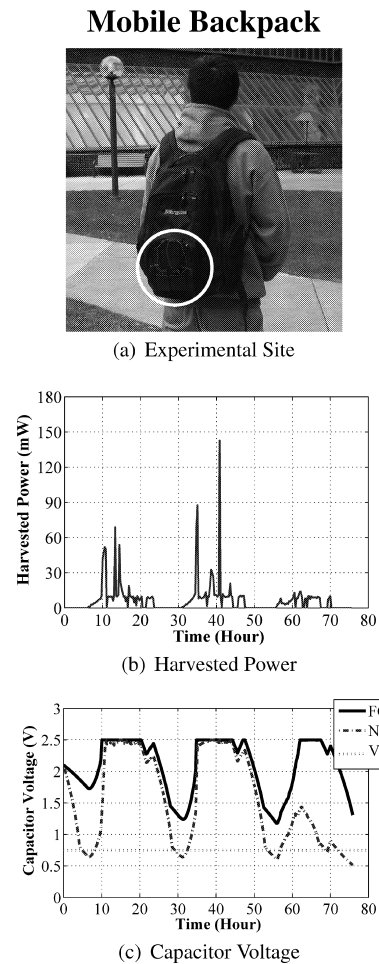 Mobile Backpack
(a) Experimental Site
180
150
120
90
60
30
0
Harvested Power (mW)
0 10 20 30 40 50 60 70 80
Time (Hour)
(b) Harvested Power
3
2.5
2
1.5
1
0.5
0
Capacitor Voltage (V)
N
V
0 10 20 30 40 50 60 70 80
Time (Hour)
(c) Capacitor Voltage